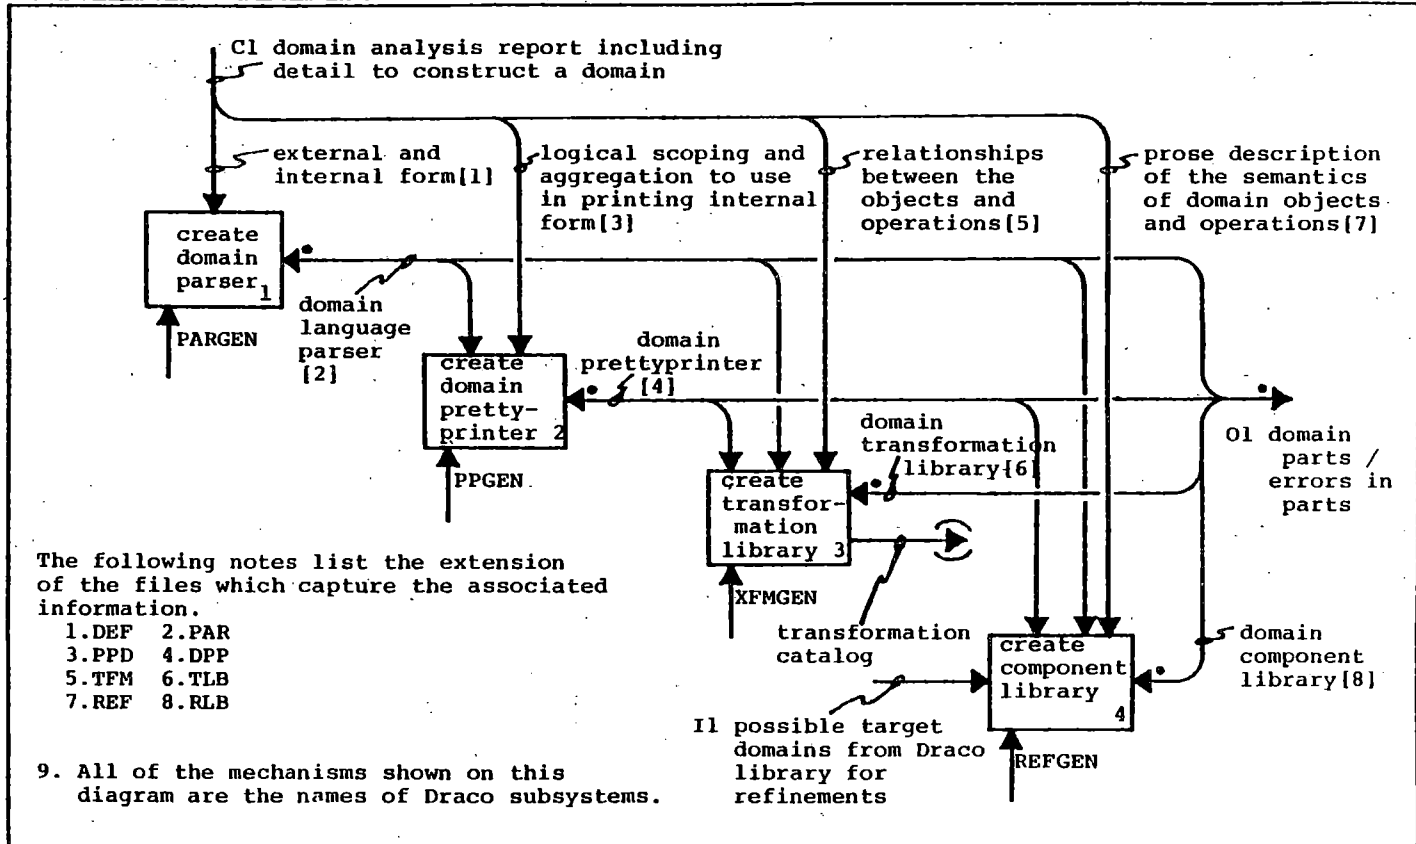 C1 domain analysis report including
detail to construct a domain
external and
internal form[1]
logical scoping and
aggregation to use
in printing internal
form[3]
relationships
between the
objects and
operations[5]
prose description
of the semantics
of domain objects
and operations[7]
create
domain
parser 1
PARGEN
domain
language
parser
[2]
create
domain
pretty-
printer 2
PPGEN
domain
prettyprinter
[4]
domain
transformation
library[6]
O1 domain
parts /
errors in
parts
create
transfor-
mation
library 3
XFMGEN
transformation
catalog
create
component
library
4
REFGEN
domain
component
library[8]
I1 possible target
domains from Draco
library for
refinements
The following notes list the extension
of the files which capture the associated
information.
1.DEF 2.PAR
3.PPD 4.DPP
5.TFM 6.TLB
7.REF 8.RLB
9. All of the mechanisms shown on this
diagram are the names of Draco subsystems.